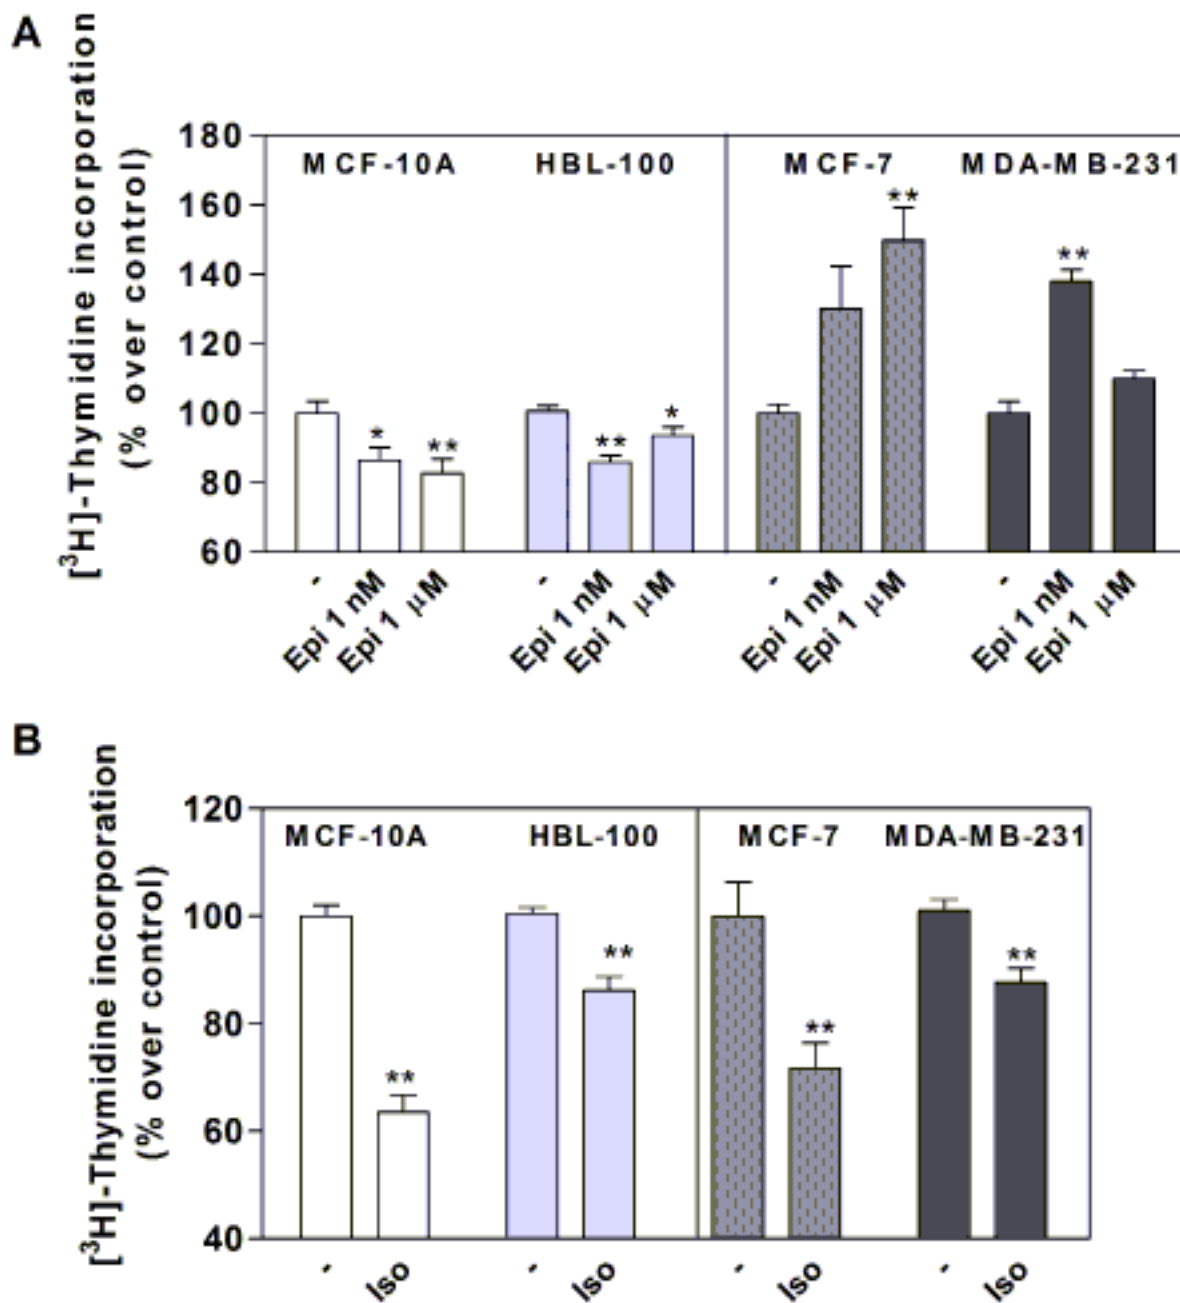 A
[³H]-Thymidine incorporation
(% over control)
180
160
140
120
100
80
60
MCF-10A
HBL-100
MCF-7
MDA-MB-231
*
**
**
*
**
**
-
Epi 1 nM
Epi 1 μM
-
Epi 1 nM
Epi 1 μM
-
Epi 1 nM
Epi 1 μM
-
Epi 1 nM
Epi 1 μM
B
[³H]-Thymidine incorporation
(% over control)
120
100
80
60
40
MCF-10A
HBL-100
MCF-7
MDA-MB-231
**
**
**
**
-
Iso
-
Iso
-
Iso
-
Iso